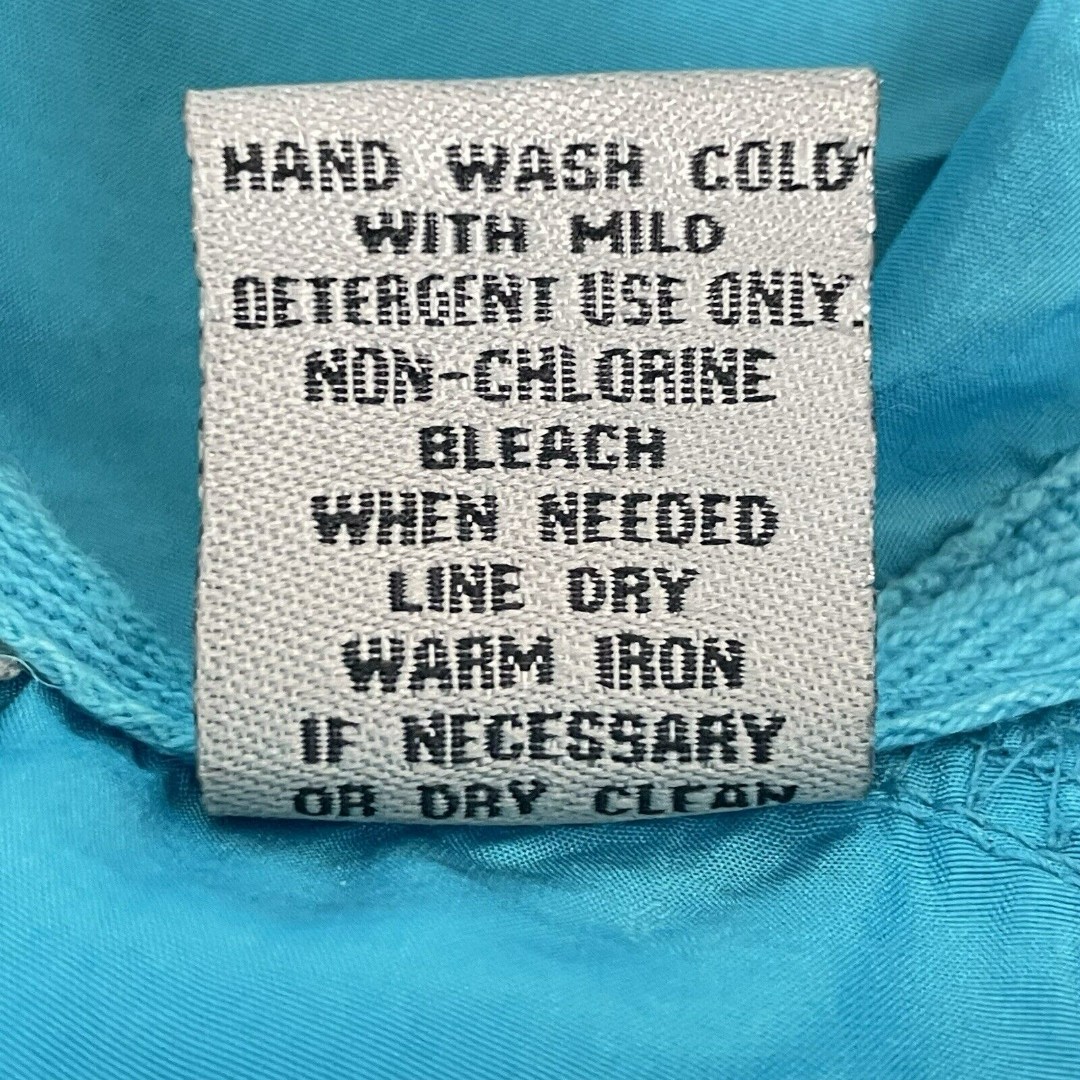 HAND WASH COLD
WITH MILD
DETERGENT USE ONLY.
NON-CHLORINE
BLEACH
WHEN NEEDED
LINE DRY
WARM IRON
IF NECESSARY
OR DRY CLEAN